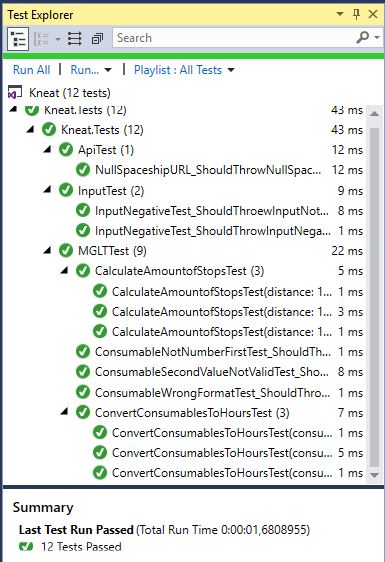 Test Explorer
Search
Run All | Run... | Playlist : All Tests
Kneat (12 tests)
Kneat.Tests (12) 43 ms
Kneat.Tests (12) 43 ms
ApiTest (1) 12 ms
NullSpaceshipURL_ShouldThrowNullSpac... 12 ms
InputTest (2) 9 ms
InputNegativeTest_ShouldThroewInputNot... 8 ms
InputNegativeTest_ShouldThrowInputNega... 1 ms
MGLTTest (9) 22 ms
CalculateAmountofStopsTest (3) 5 ms
CalculateAmountofStopsTest(distance: 1... 1 ms
CalculateAmountofStopsTest(distance: 1... 3 ms
CalculateAmountofStopsTest(distance: 1... 1 ms
ConsumableNotNumberFirstTest_ShouldTh... 1 ms
ConsumableSecondValueNotValidTest_Sho... 8 ms
ConsumableWrongFormatTest_ShouldThro... 1 ms
ConvertConsumablesToHoursTest (3) 7 ms
ConvertConsumablesToHoursTest(consu... 1 ms
ConvertConsumablesToHoursTest(consu... 5 ms
ConvertConsumablesToHoursTest(consu... 1 ms
Summary
Last Test Run Passed (Total Run Time 0:00:01,6808955)
12 Tests Passed